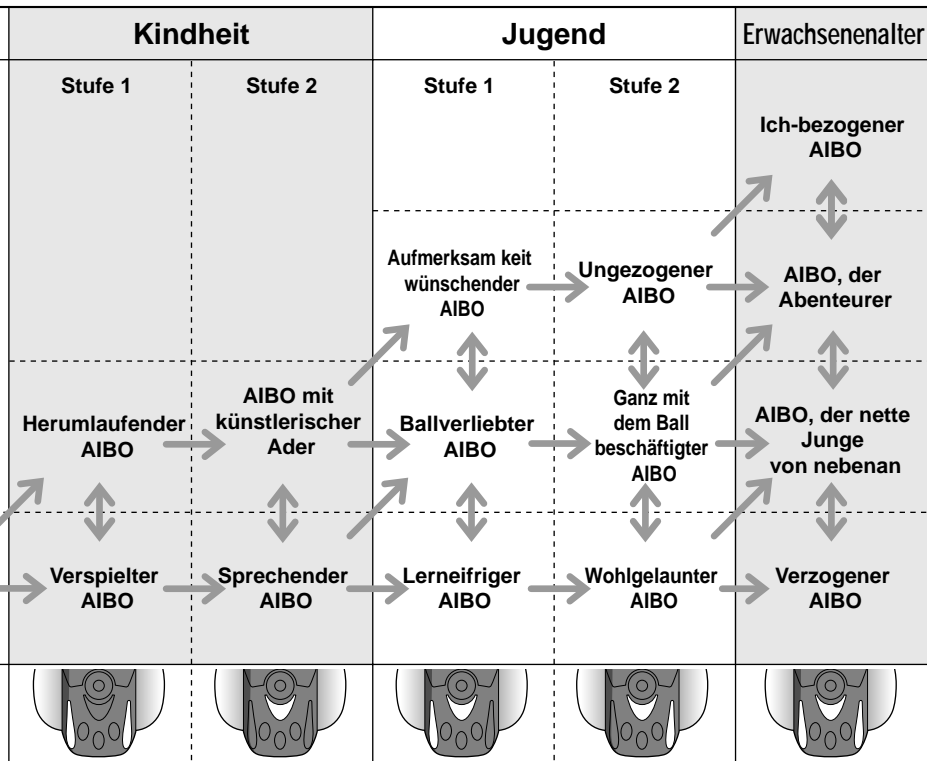 Kindheit
Jugend
Erwachsenenalter
Stufe 1
Stufe 2
Stufe 1
Stufe 2
Ich-bezogener
AIBO
Aufmerksam keit
wünschender
AIBO
Ungezogener
AIBO
AIBO, der
Abenteurer
Herumlaufender
AIBO
AIBO mit
künstlerischer
Ader
Ballverliebter
AIBO
Ganz mit
dem Ball
beschäftigter
AIBO
AIBO, der nette
Junge
von nebenan
Verspielter
AIBO
Sprechender
AIBO
Lerneifriger
AIBO
Wohlgelaunter
AIBO
Verzogener
AIBO